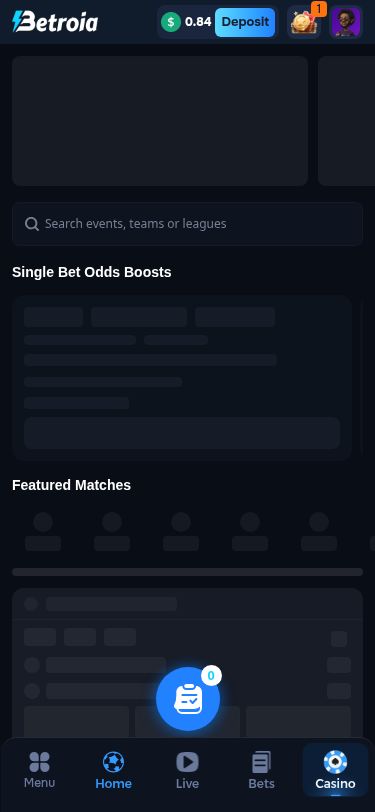 Betroia
$ 0.84 Deposit
1
Search events, teams or leagues
Single Bet Odds Boosts
Featured Matches
0
Menu Home Live Bets Casino